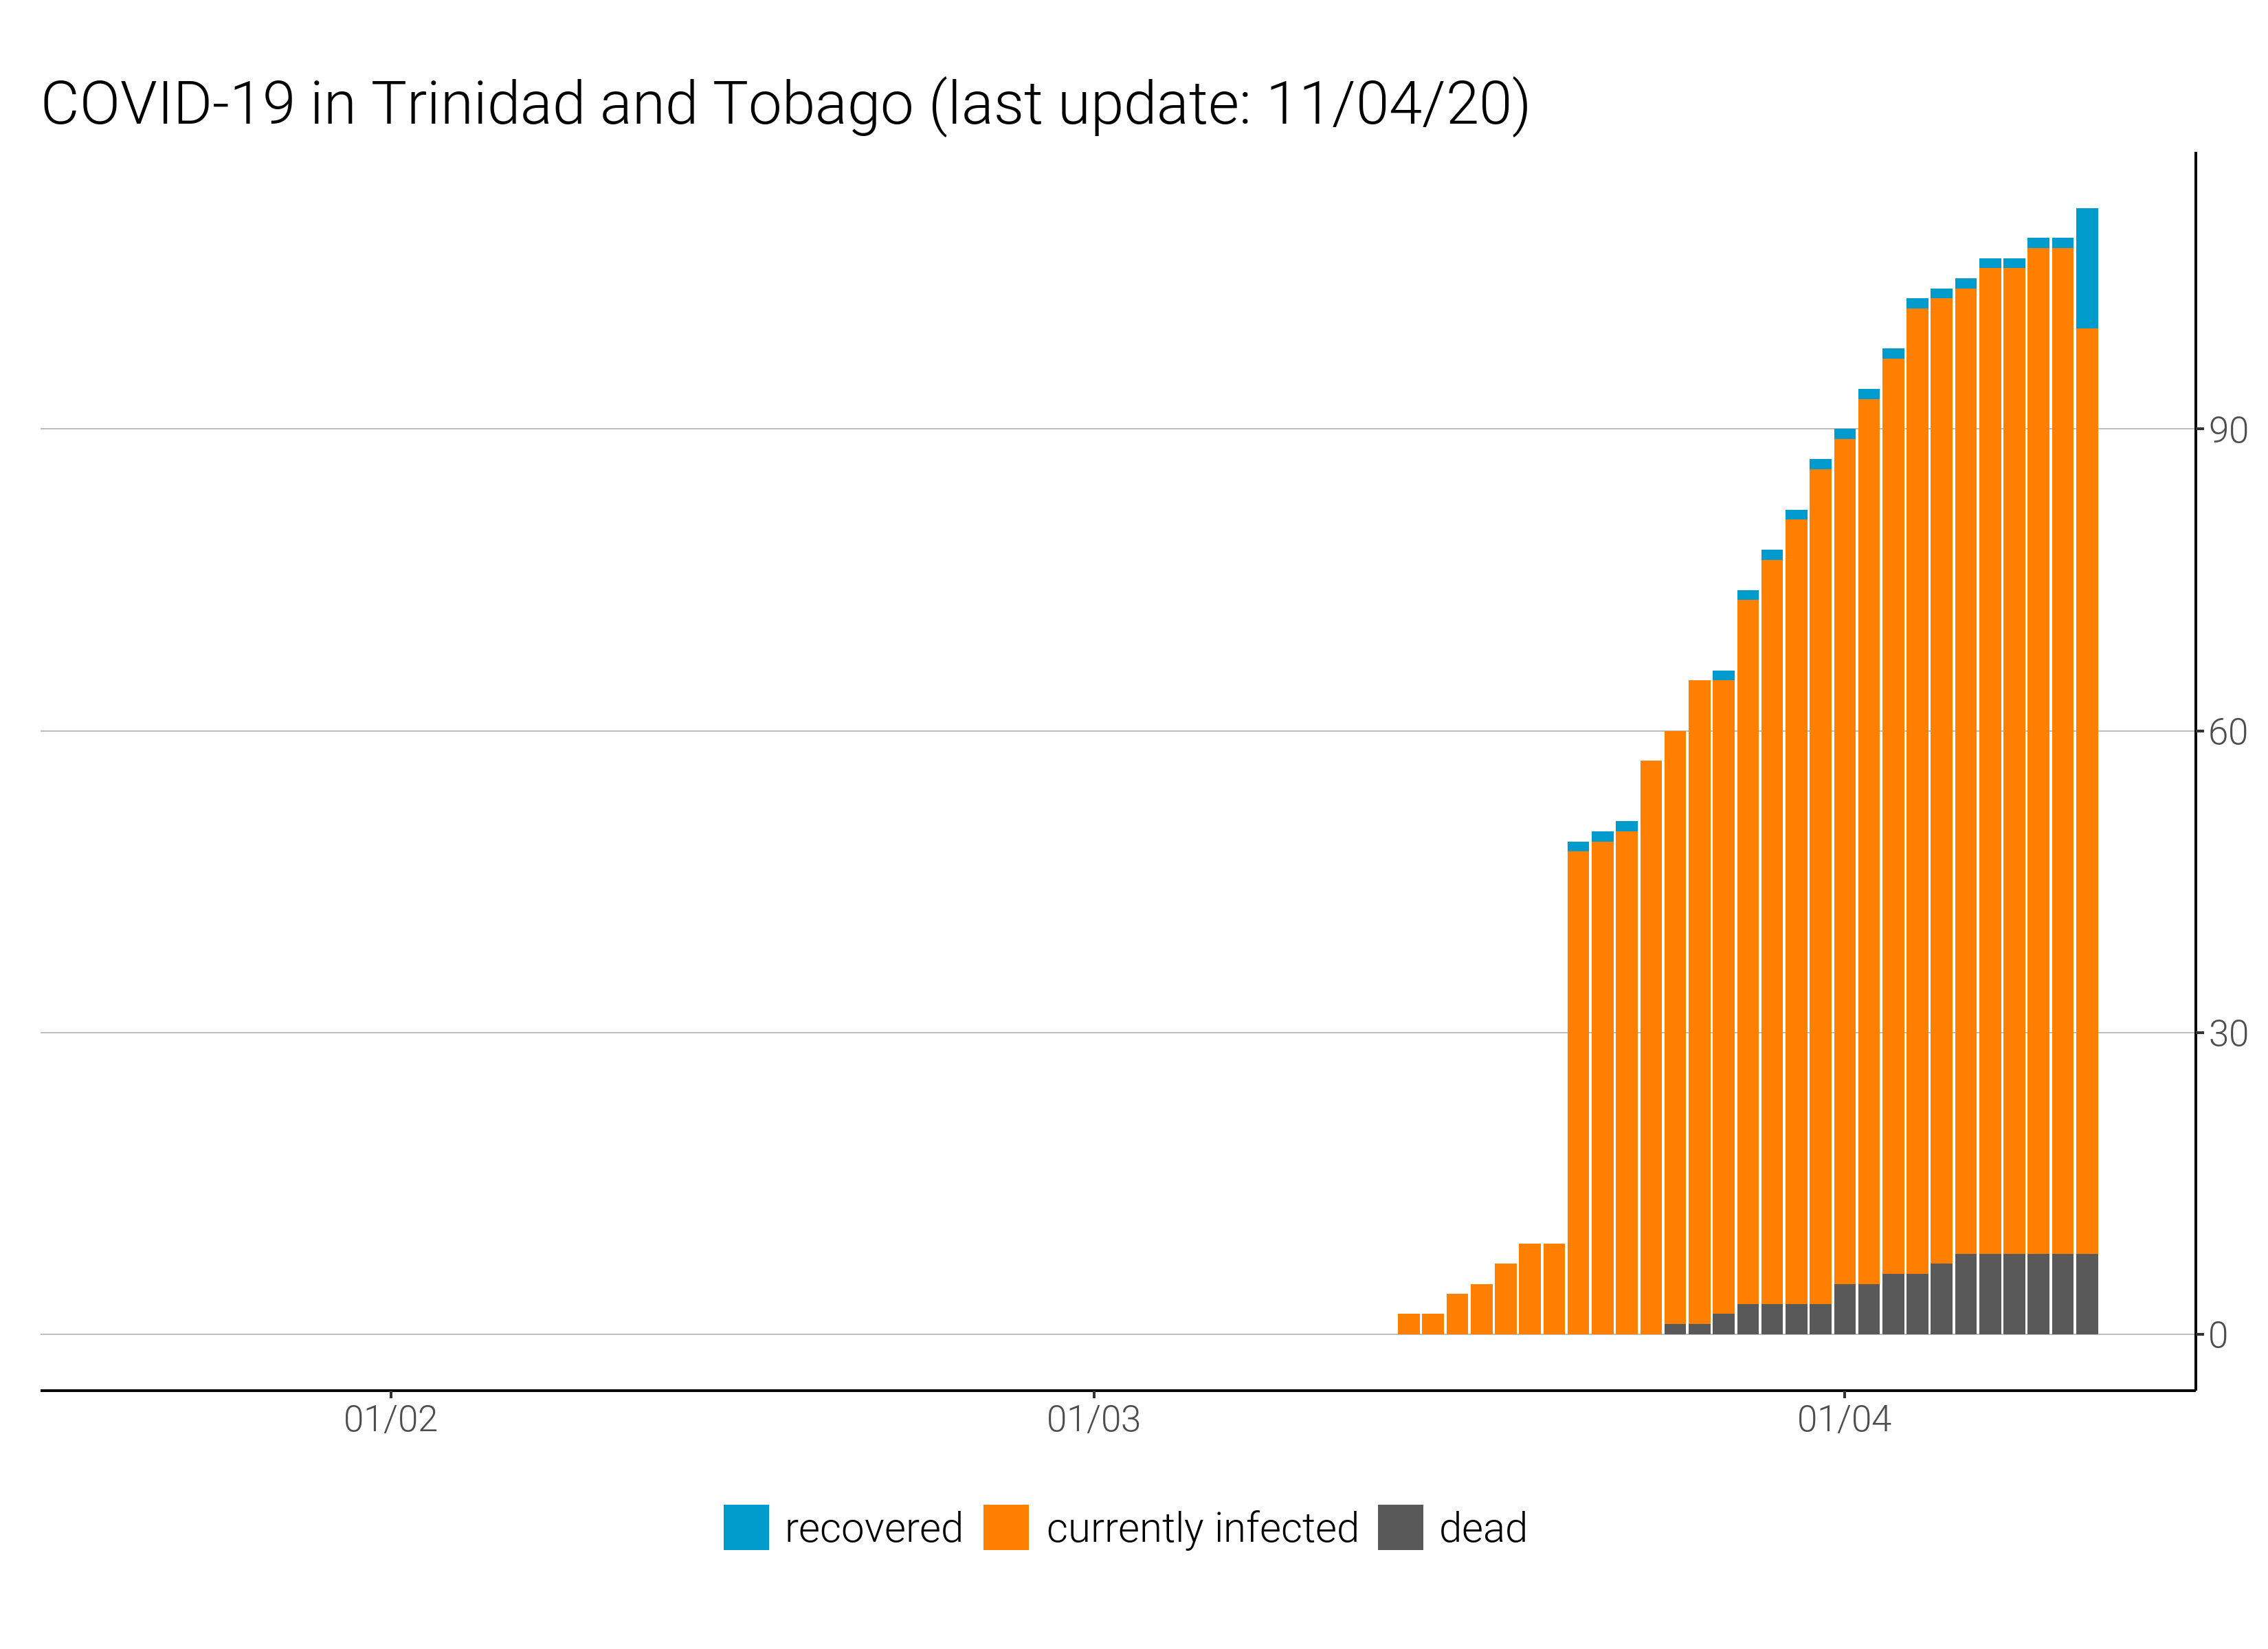 COVID-19 in Trinidad and Tobago (last update: 11/04/20)
90
60
30
0
01/02 01/03 01/04
recovered currently infected dead